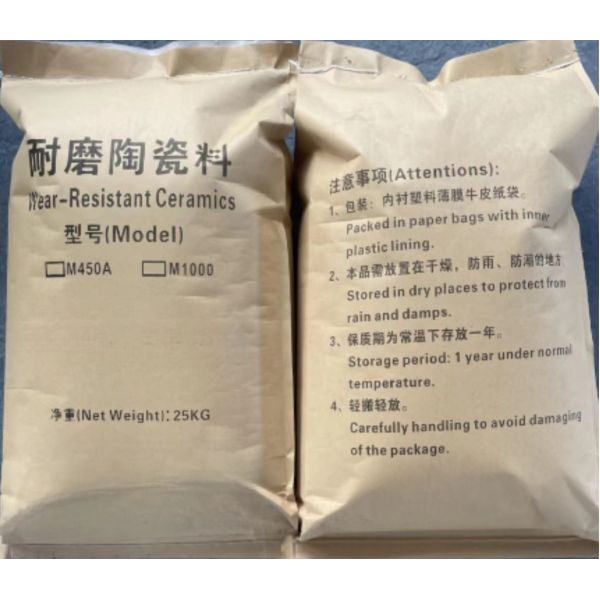 耐磨陶瓷料
Wear-Resistant Ceramics
型号(Model)
M450A M1000
净重(Net Weight): 25KG
注意事项(Attentions):
1、包装：内衬塑料薄膜牛皮纸袋。
Packed in paper bags with inner
plastic lining.
2、本品需放置在干燥，防雨、防潮的地方
Stored in dry places to protect from
rain and damps.
3、保质期为常温下存放一年。
Storage period: 1 year under normal
temperature.
4、轻搬轻放。
Carefully handling to avoid damaging
of the package.